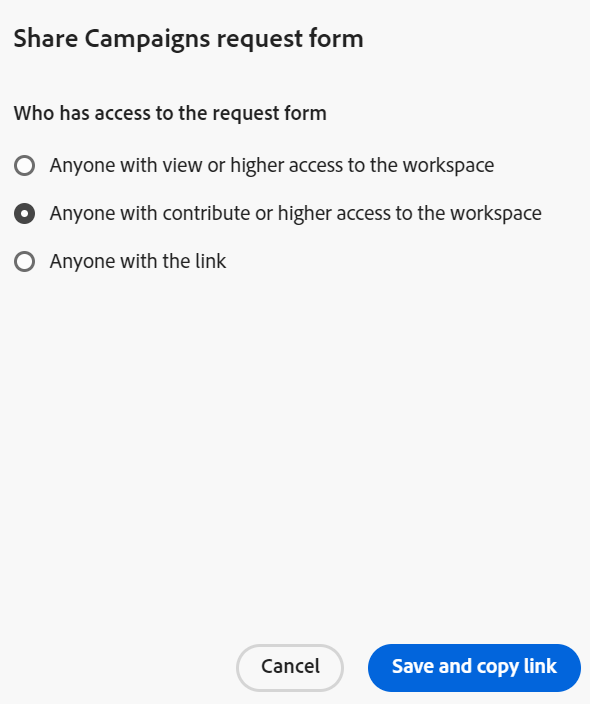 Share Campaigns request form
Who has access to the request form
Anyone with view or higher access to the workspace
Anyone with contribute or higher access to the workspace
Anyone with the link
Cancel
Save and copy link